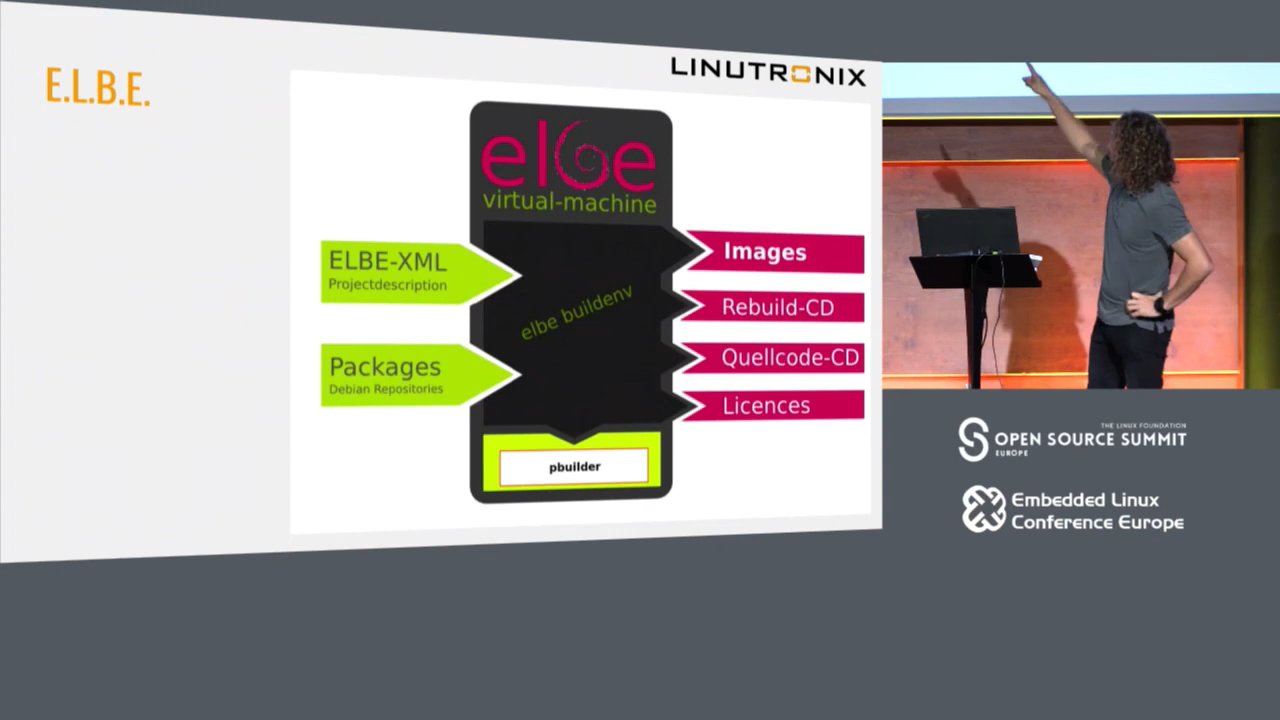 E.L.B.E.
LINUTRONIX
elbe
virtual-machine
ELBE-XML
Projectdescription
Packages
Debian Repositories
elbe buildenv
Images
Rebuild-CD
Quellcode-CD
Licences
pbuilder
THE LINUX FOUNDATION
OPEN SOURCE SUMMIT
EUROPE
Embedded Linux
Conference Europe